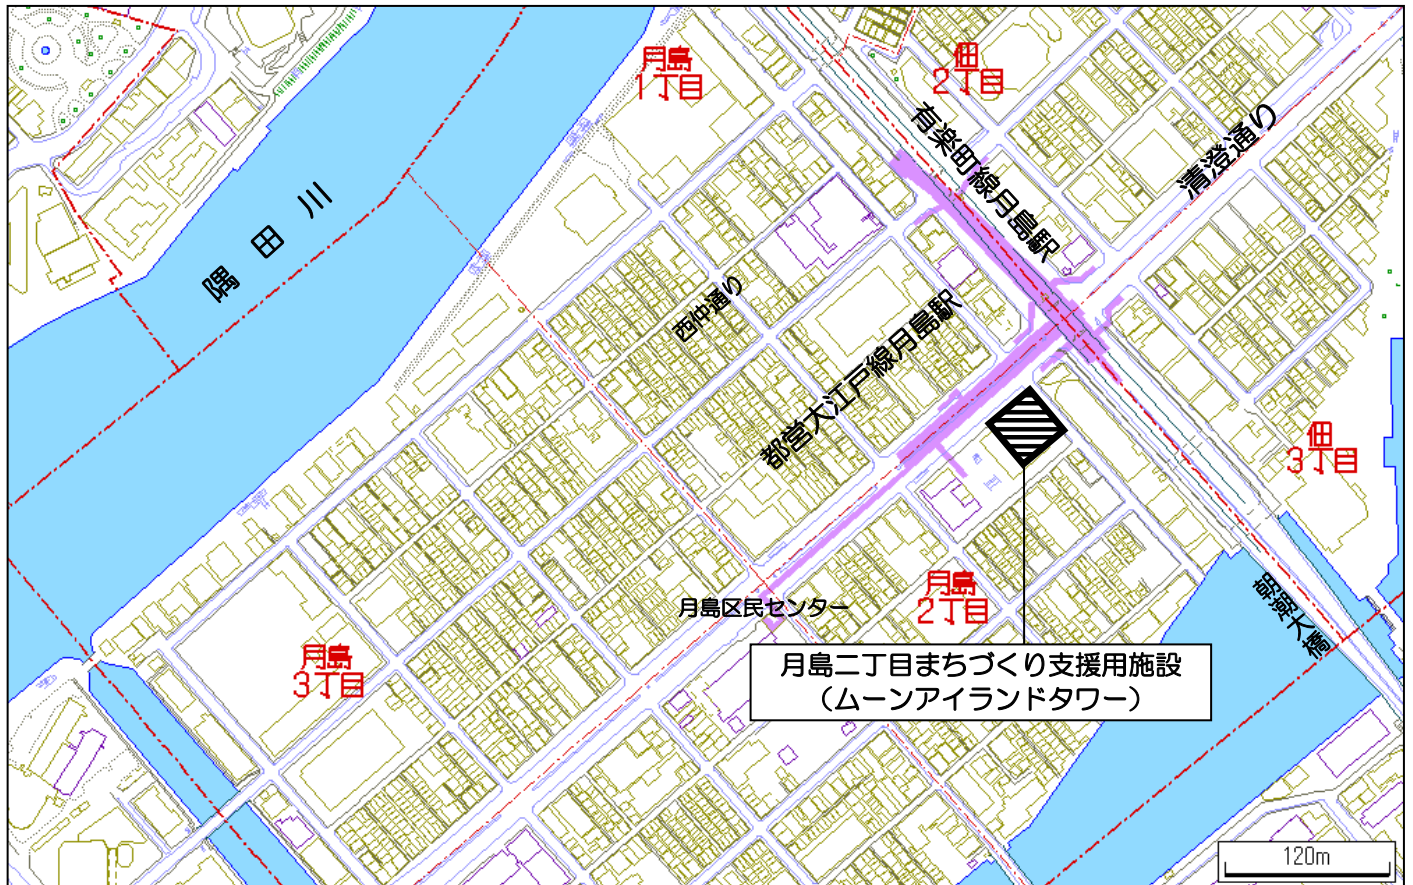 月島
1丁目
佃
2丁目
有楽町線月島駅
清澄通り
隅田川
西仲通り
都営大江戸線月島駅
佃
3丁目
月島
2丁目
朝潮大橋
月島区民センター
月島
3丁目
月島二丁目まちづくり支援用施設
（ムーンアイランドタワー）
120m